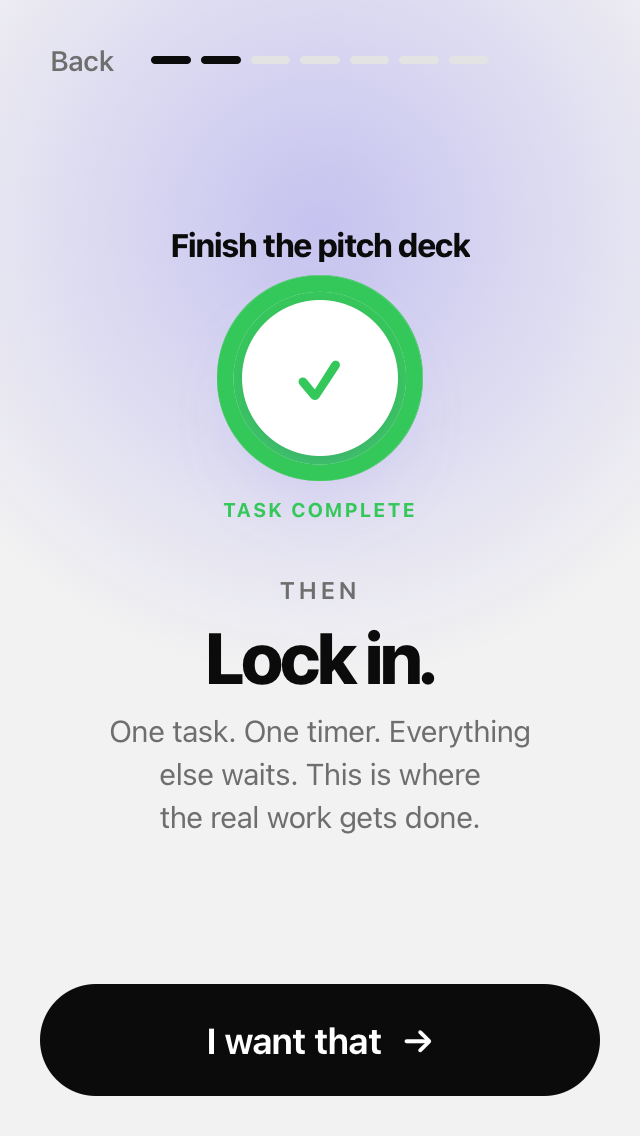 Back
Finish the pitch deck
TASK COMPLETE
THEN
Lock in.
One task. One timer. Everything
else waits. This is where
the real work gets done.
I want that →